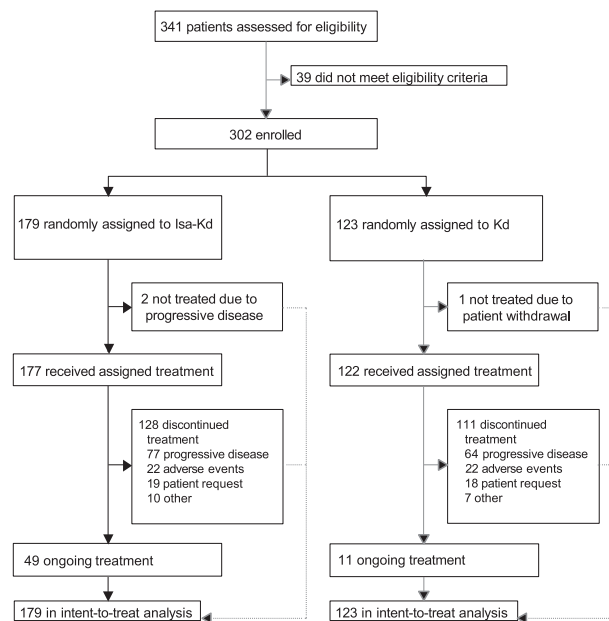 341 patients assessed for eligibility
39 did not meet eligibility criteria
302 enrolled
179 randomly assigned to Isa-Kd
123 randomly assigned to Kd
2 not treated due to
progressive disease
1 not treated due to
patient withdrawal
177 received assigned treatment
122 received assigned treatment
128 discontinued
treatment
77 progressive disease
22 adverse events
19 patient request
10 other
111 discontinued
treatment
64 progressive disease
22 adverse events
18 patient request
7 other
49 ongoing treatment
11 ongoing treatment
179 in intent-to-treat analysis
123 in intent-to-treat analysis